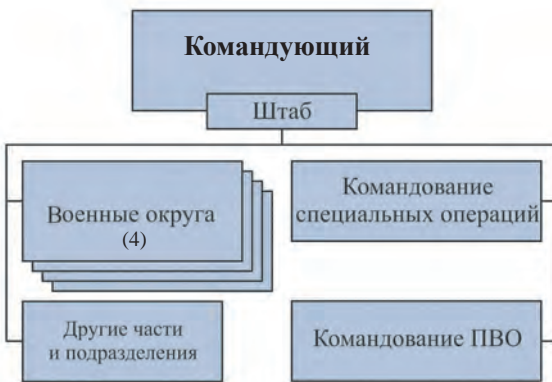 Командующий
Штаб
Военные округа
(4)
Командование
специальных операций
Другие части
и подразделения
Командование ПВО